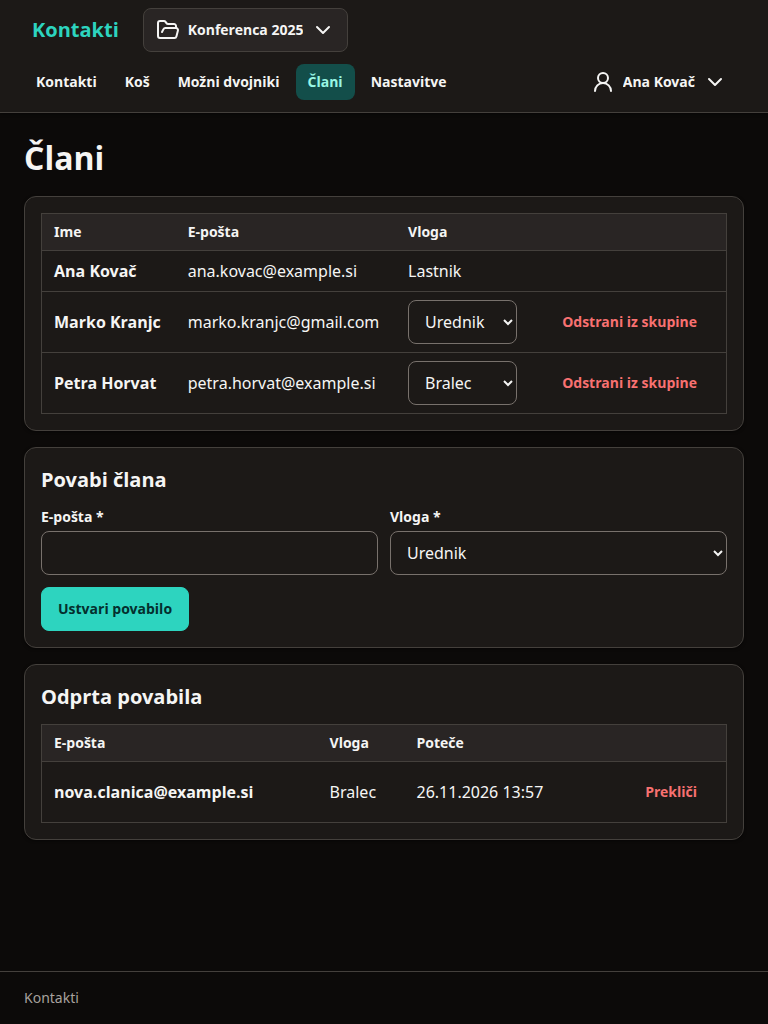 Kontakti
Konferenca 2025
Kontakti Koš Možni dvojniki Člani Nastavitve Ana Kovač
Člani
Ime E-pošta Vloga
Ana Kovač ana.kovac@example.si Lastnik
Marko Kranjc marko.kranjc@gmail.com Urednik Odstrani iz skupine
Petra Horvat petra.horvat@example.si Bralec Odstrani iz skupine
Povabi člana
E-pošta * Vloga *
Urednik
Ustvari povabilo
Odprta povabila
E-pošta Vloga Poteče
nova.clanica@example.si Bralec 26.11.2026 13:57 Prekliči
Kontakti